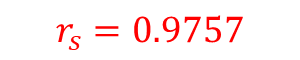 rₛ = 0.9757